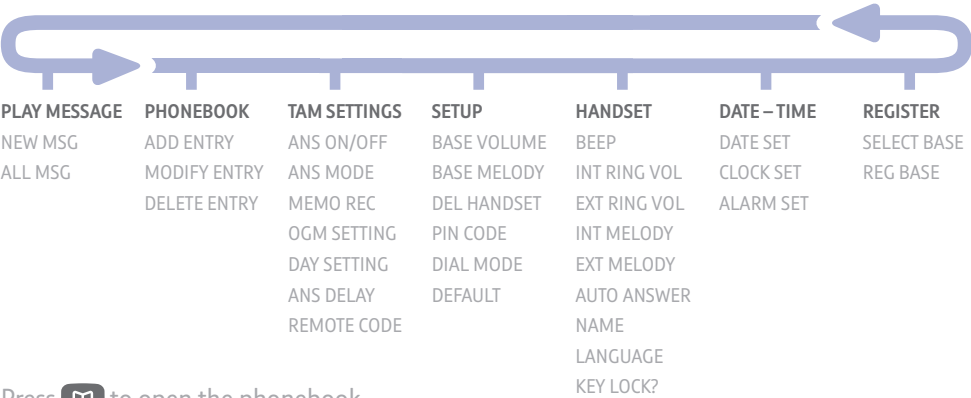 PLAY MESSAGE
NEW MSG
ALL MSG
PHONEBOOK
ADD ENTRY
MODIFY ENTRY
DELETE ENTRY
TAM SETTINGS
ANS ON/OFF
ANS MODE
MEMO REC
OGM SETTING
DAY SETTING
ANS DELAY
REMOTE CODE
SETUP
BASE VOLUME
BASE MELODY
DEL HANDSET
PIN CODE
DIAL MODE
DEFAULT
HANDSET
BEEP
INT RING VOL
EXT RING VOL
INT MELODY
EXT MELODY
AUTO ANSWER
NAME
LANGUAGE
KEY LOCK?
DATE – TIME
DATE SET
CLOCK SET
ALARM SET
REGISTER
SELECT BASE
REG BASE
Press to open the phonebook